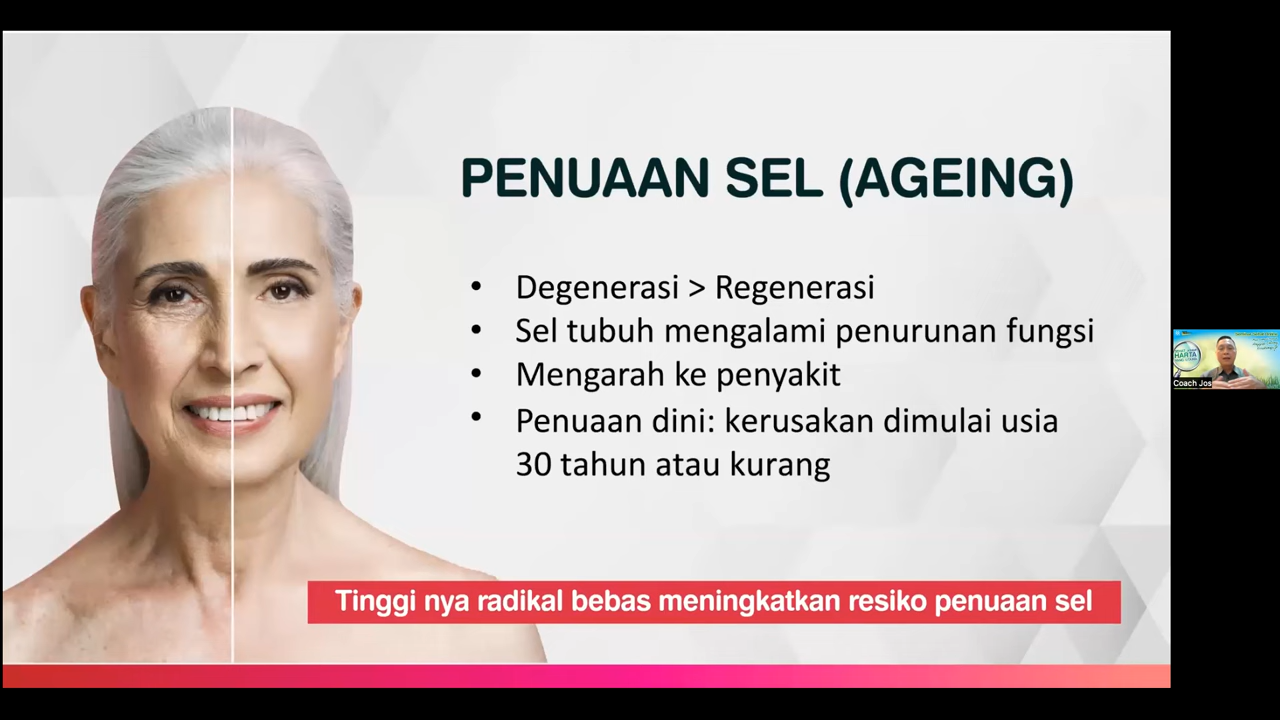 PENUAAN SEL (AGEING)
• Degenerasi > Regenerasi
• Sel tubuh mengalami penurunan fungsi
• Mengarah ke penyakit
• Penuaan dini: kerusakan dimulai usia
30 tahun atau kurang
Tinggi nya radikal bebas meningkatkan resiko penuaan sel
HARTA
Coach Jos